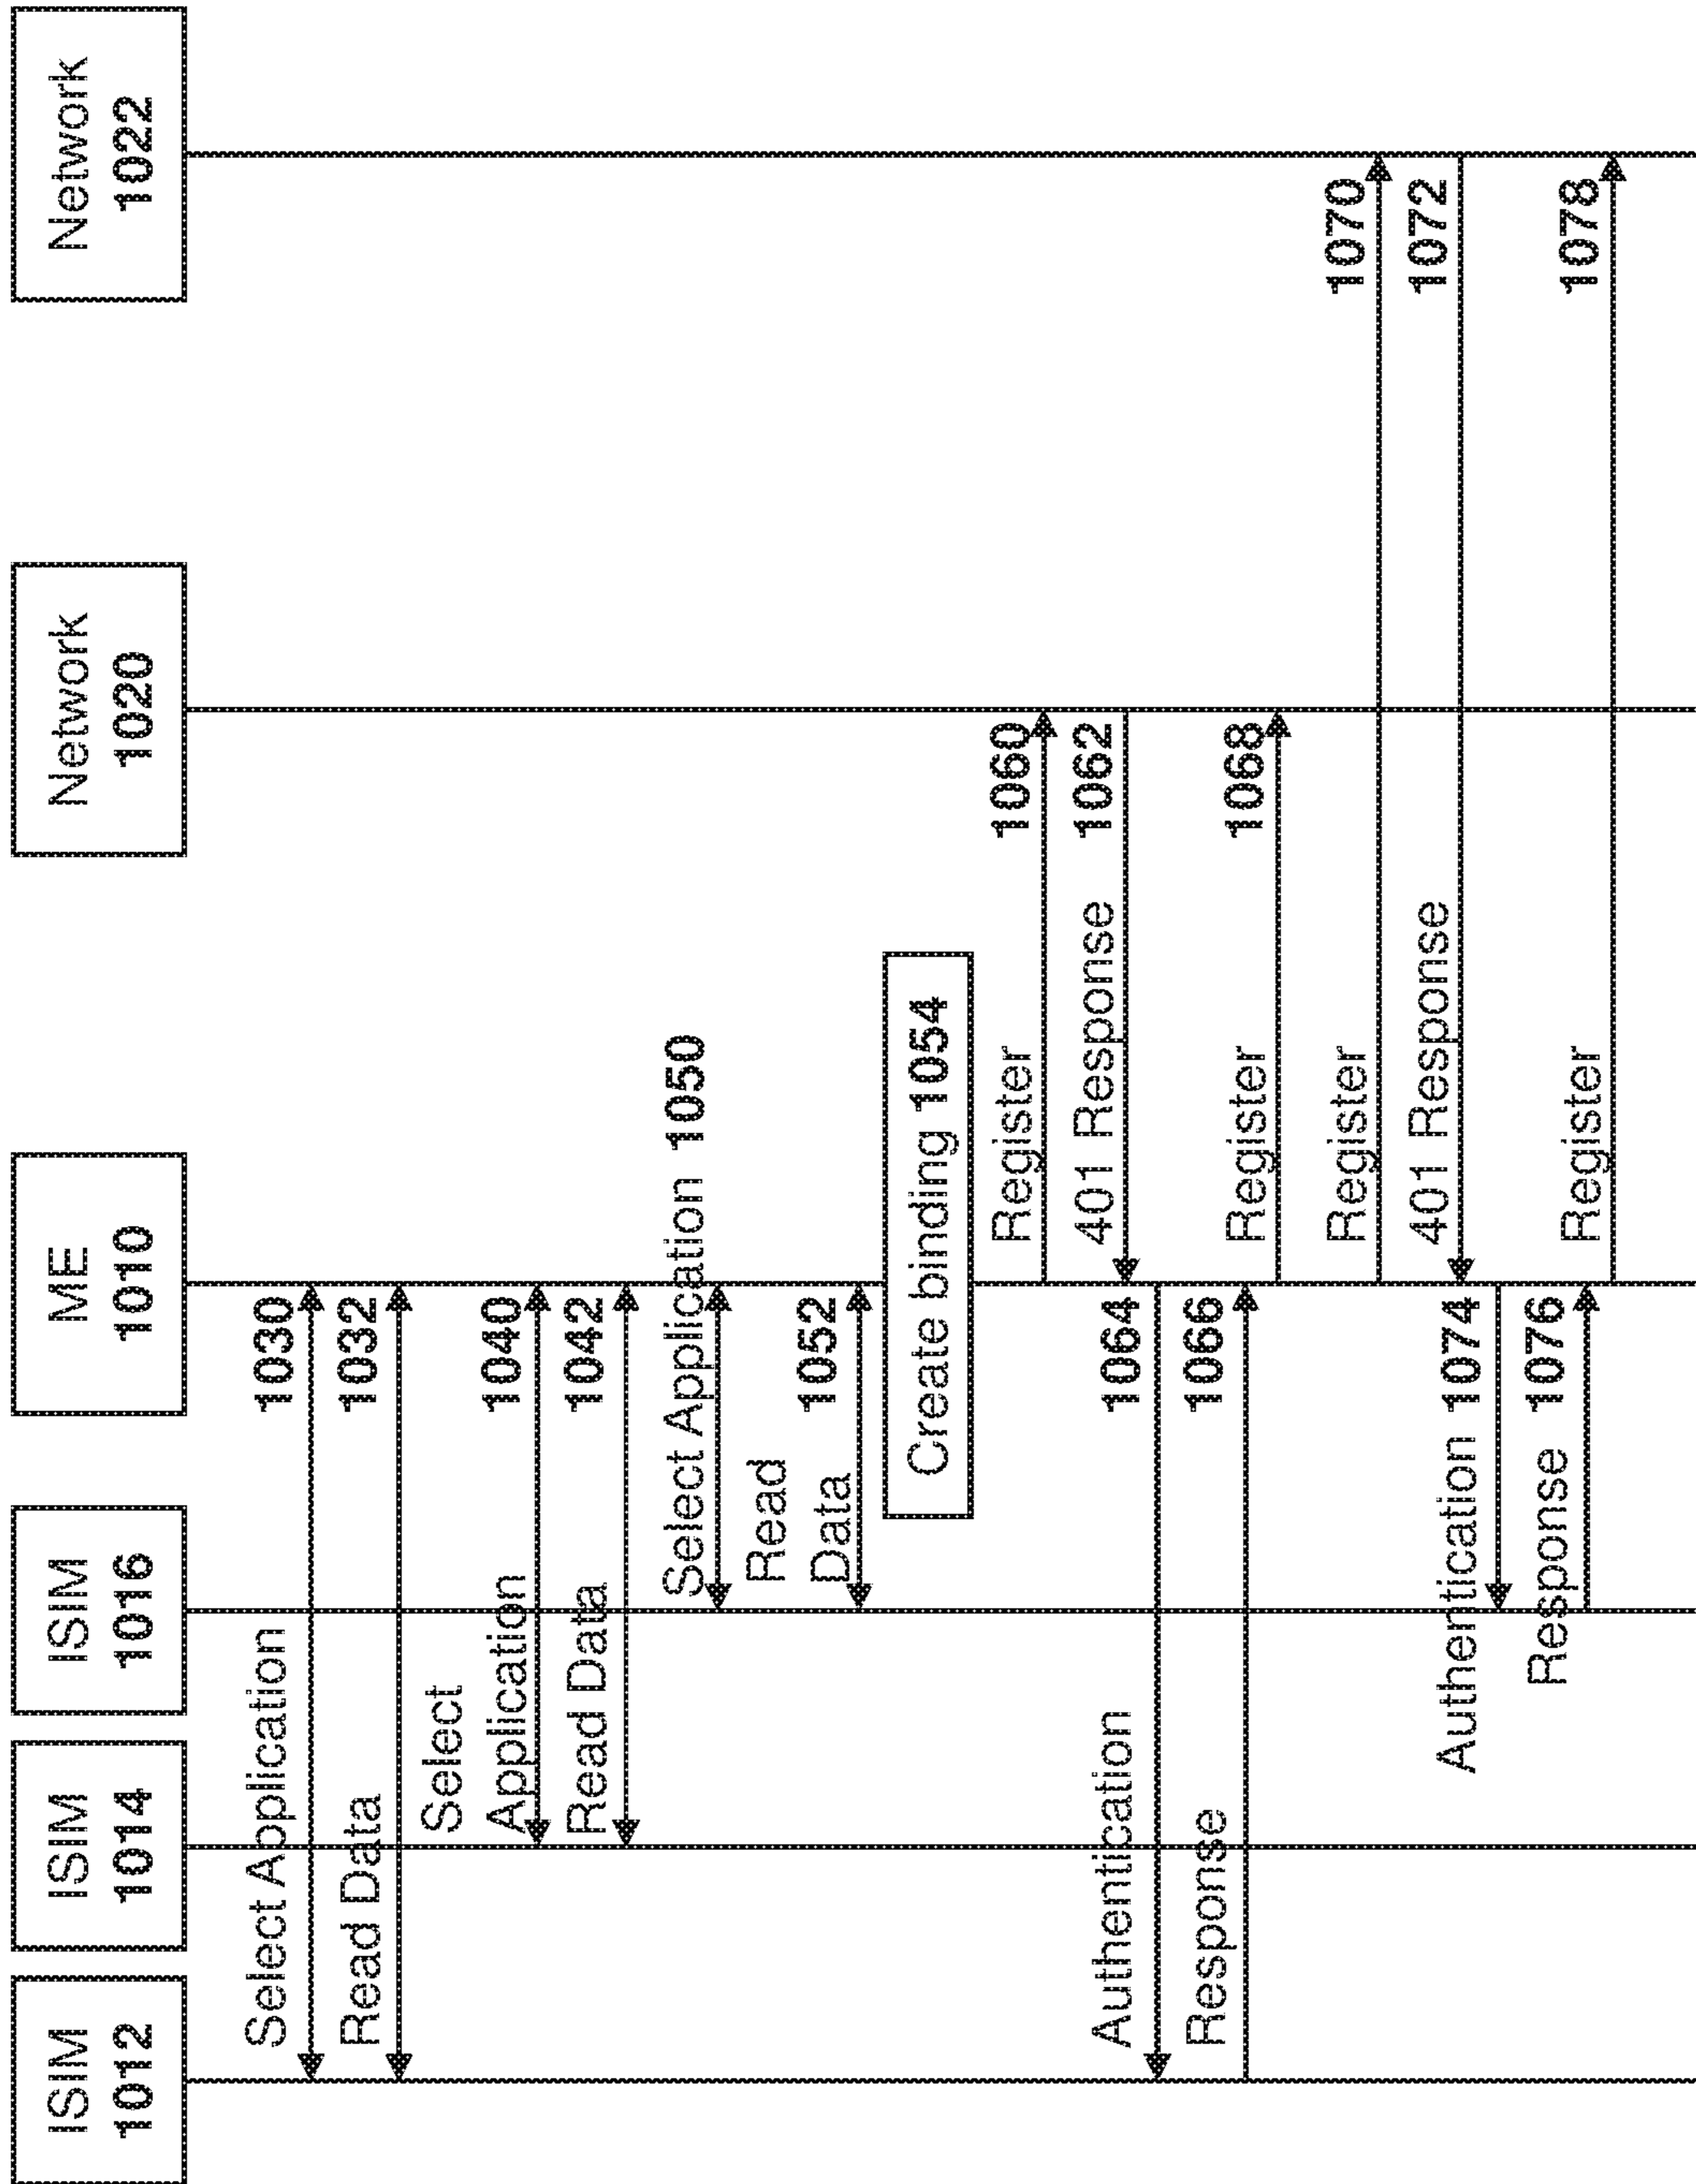 ISIM
1012
ISIM
1014
ISIM
1016
ME
1010
Network
1020
Network
1022
Select Application 1030
Read Data 1032
Select
Application 1040
Read Data 1042
Select Application 1050
Read
Data 1052
Create binding 1054
Register 1060
401 Response 1062
Authentication 1064
Response 1066
Register 1068
Register 1070
401 Response 1072
Authentication 1074
Response 1076
Register 1078